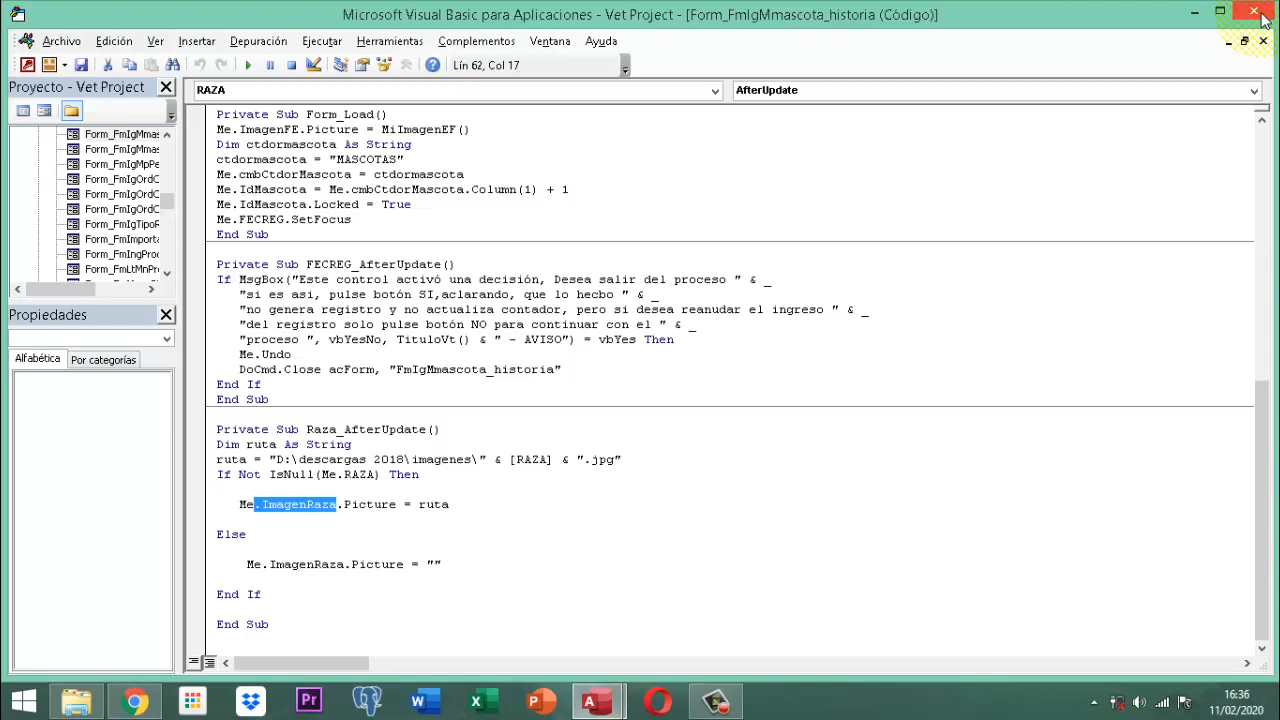 Microsoft Visual Basic para Aplicaciones - Vet Project - [Form_FmIgMmascota_historia (Código)]
Archivo Edición Ver Insertar Depuración Ejecutar Herramientas Complementos Ventana Ayuda
Lín 62, Col 17
Proyecto - Vet Project
RAZA AfterUpdate
Form_FmIgMmas
Form_FmIgMmas
Form_FmIgMpPe
Form_FmIgOrdC
Form_FmIgOrdC
Form_FmIgOrdC
Form_FmIgTipoR
Form_FmImporta
Form_FmIngProc
Form_FmLtMnPr
Propiedades
Alfabética Por categorías
Private Sub Form_Load()
Me.ImagenFE.Picture = MiImagenEF()
Dim ctdormascota As String
ctdormascota = "MASCOTAS"
Me.cmbCtdorMascota = ctdormascota
Me.IdMascota = Me.cmbCtdorMascota.Column(1) + 1
Me.IdMascota.Locked = True
Me.FECREG.SetFocus
End Sub
Private Sub FECREG_AfterUpdate()
If MsgBox("Este control activó una decisión, Desea salir del proceso " & _
"si es asi, pulse botón SI,aclarando, que lo hecbo " & _
"no genera registro y no actualiza contador, pero si desea reanudar el ingreso " & _
"del registro solo pulse botón NO para continuar con el " & _
"proceso ", vbYesNo, TituloVt() & " - AVISO") = vbYes Then
Me.Undo
DoCmd.Close acForm, "FmIgMmascota_historia"
End If
End Sub
Private Sub Raza_AfterUpdate()
Dim ruta As String
ruta = "D:\descargas 2018\imagenes\" & [RAZA] & ".jpg"
If Not IsNull(Me.RAZA) Then
Me.ImagenRaza.Picture = ruta
Else
Me.ImagenRaza.Picture = ""
End If
End Sub
Pr
16:36
11/02/2020